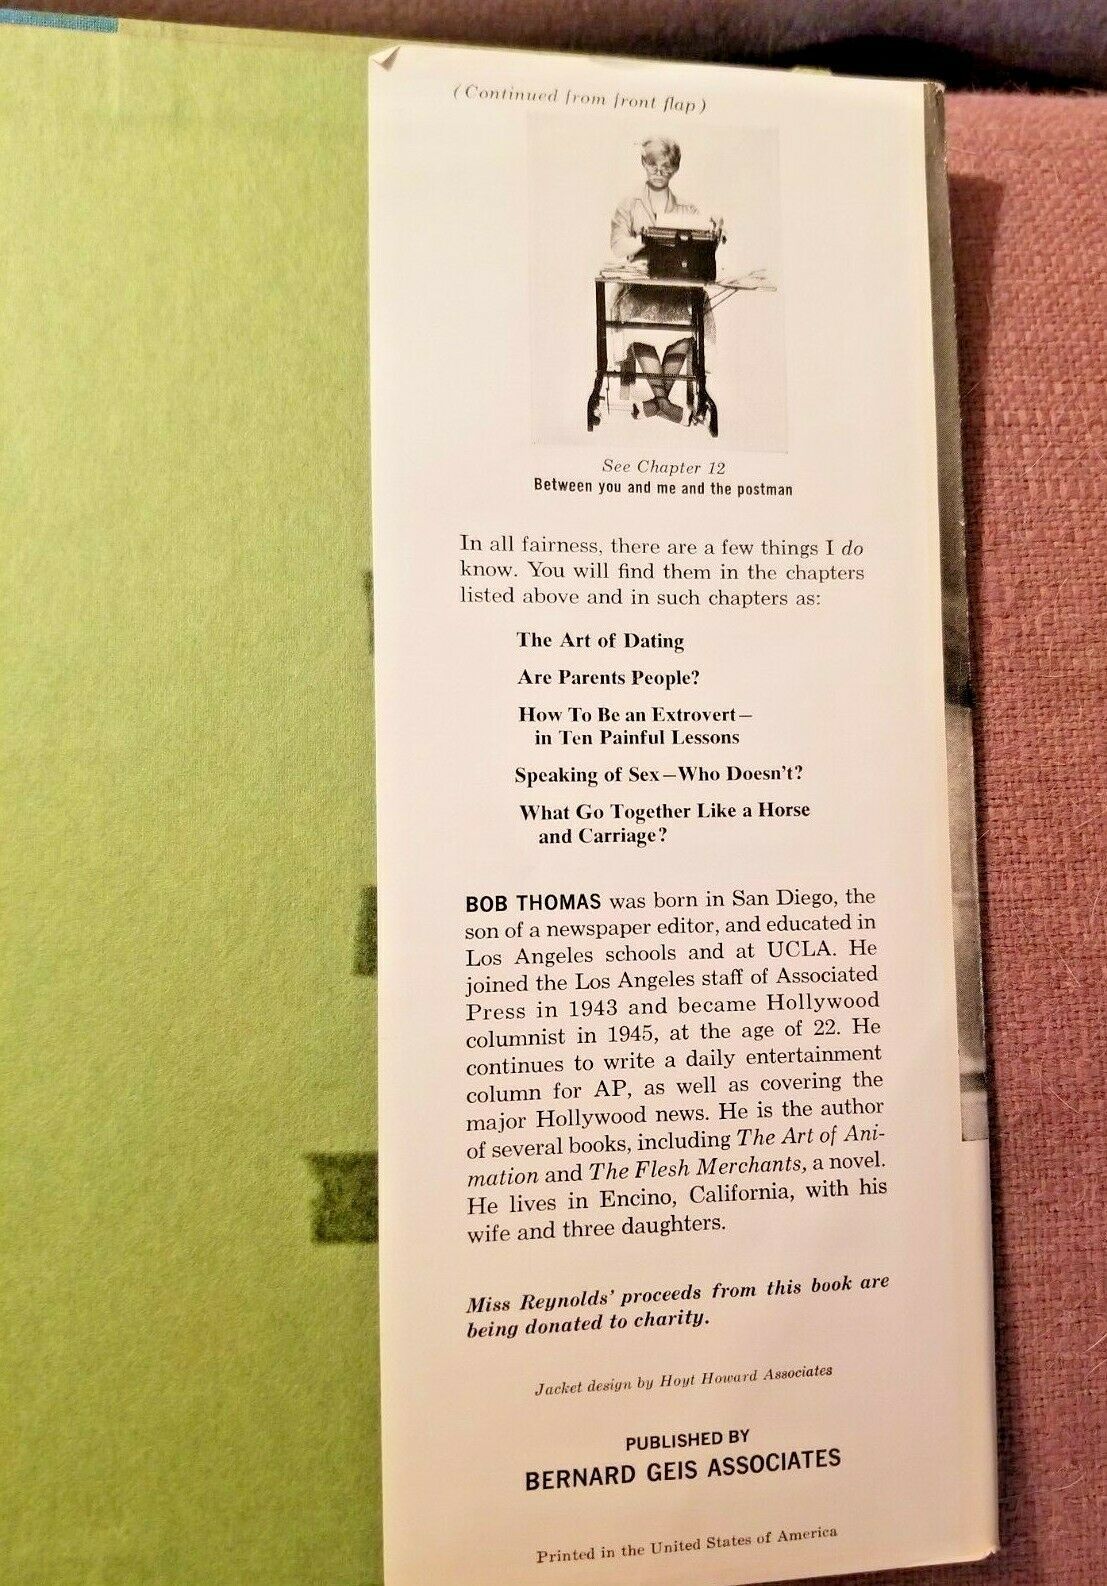 (Continued from front flap)
See Chapter 12
Between you and me and the postman
In all fairness, there are a few things I do
know. You will find them in the chapters
listed above and in such chapters as:
The Art of Dating
Are Parents People?
How To Be an Extrovert—
in Ten Painful Lessons
Speaking of Sex—Who Doesn't?
What Go Together Like a Horse
and Carriage?
BOB THOMAS was born in San Diego, the
son of a newspaper editor, and educated in
Los Angeles schools and at UCLA. He
joined the Los Angeles staff of Associated
Press in 1943 and became Hollywood
columnist in 1945, at the age of 22. He
continues to write a daily entertainment
column for AP, as well as covering the
major Hollywood news. He is the author
of several books, including The Art of Ani-
mation and The Flesh Merchants, a novel.
He lives in Encino, California, with his
wife and three daughters.
Miss Reynolds' proceeds from this book are
being donated to charity.
Jacket design by Hoyt Howard Associates
PUBLISHED BY
BERNARD GEIS ASSOCIATES
Printed in the United States of America